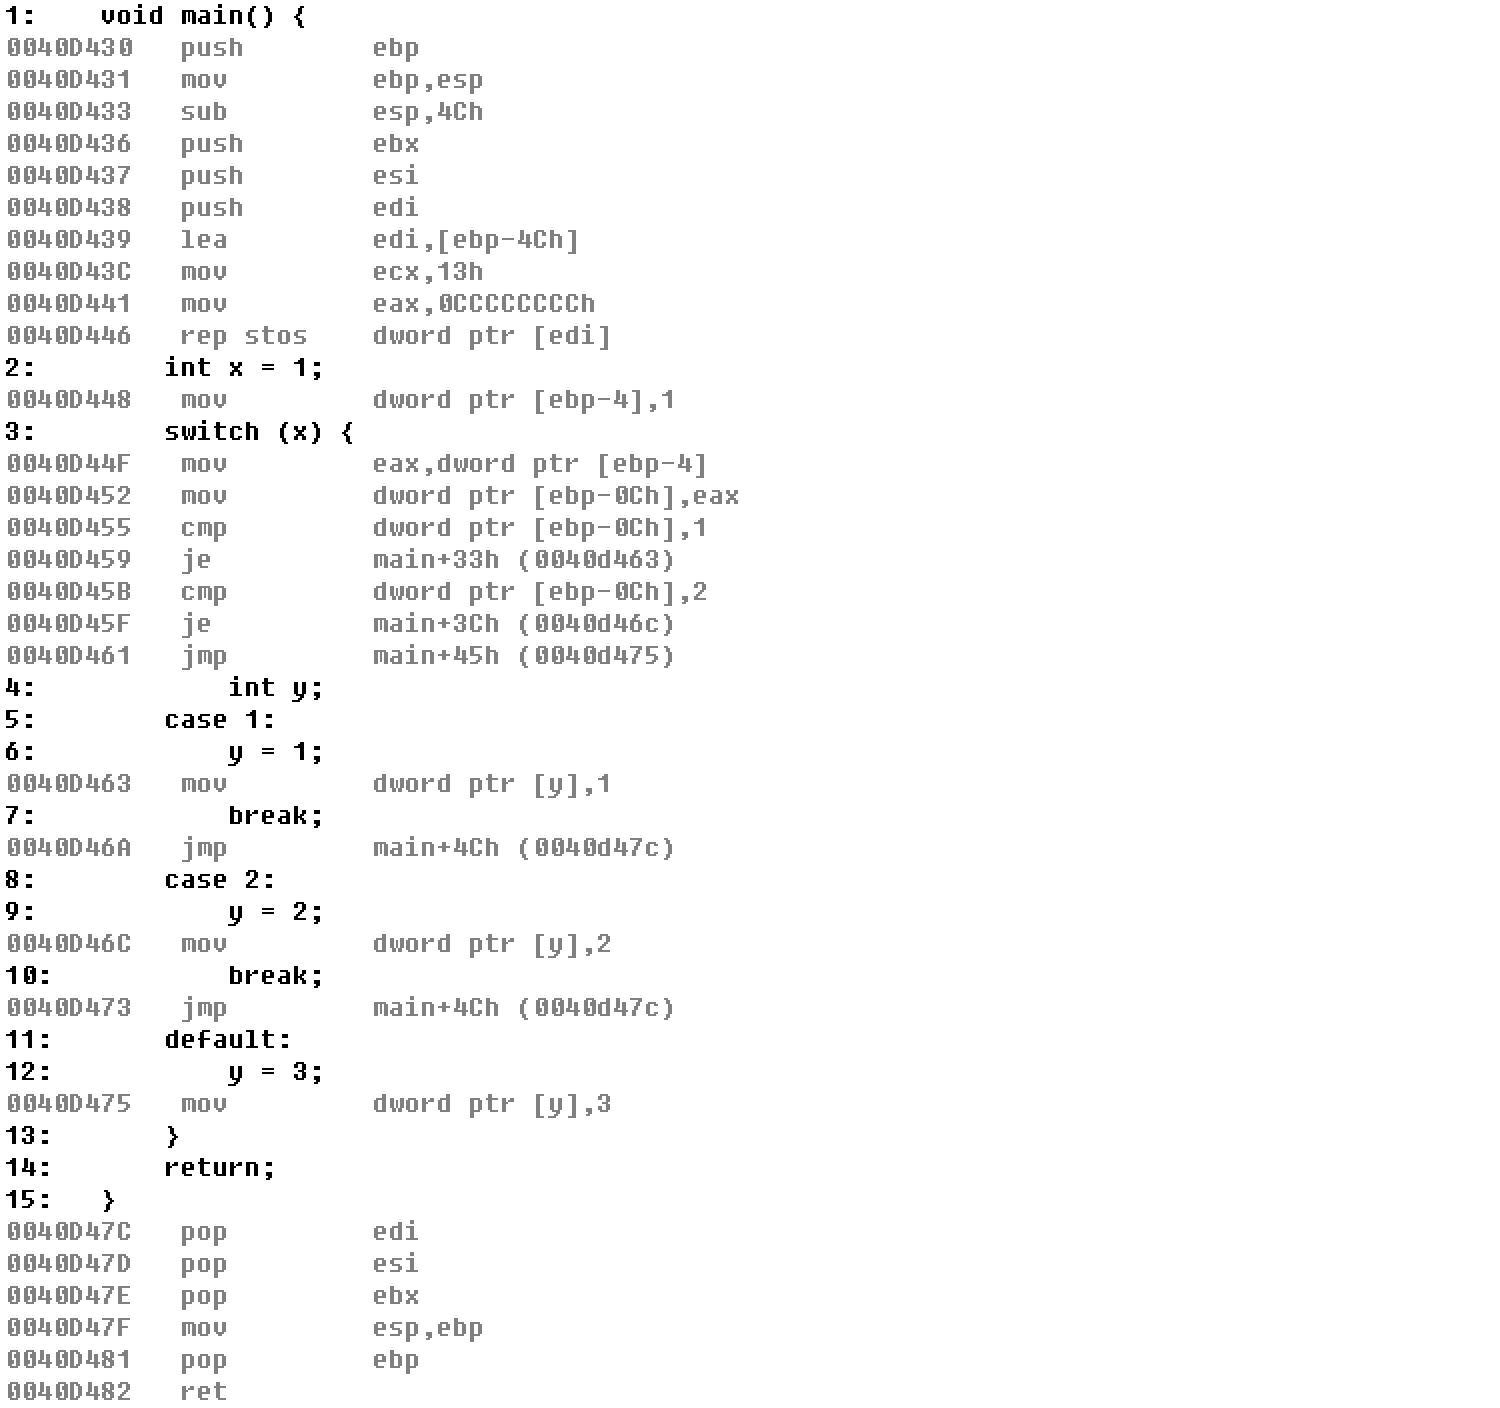 1:    void main() {
0040D430   push        ebp
0040D431   mov         ebp,esp
0040D433   sub         esp,4Ch
0040D436   push        ebx
0040D437   push        esi
0040D438   push        edi
0040D439   lea         edi,[ebp-4Ch]
0040D43C   mov         ecx,13h
0040D441   mov         eax,0CCCCCCCCh
0040D446   rep stos    dword ptr [edi]
2:        int x = 1;
0040D448   mov         dword ptr [ebp-4],1
3:        switch (x) {
0040D44F   mov         eax,dword ptr [ebp-4]
0040D452   mov         dword ptr [ebp-0Ch],eax
0040D455   cmp         dword ptr [ebp-0Ch],1
0040D459   je          main+33h (0040d463)
0040D45B   cmp         dword ptr [ebp-0Ch],2
0040D45F   je          main+3Ch (0040d46c)
0040D461   jmp         main+45h (0040d475)
4:            int y;
5:        case 1:
6:            y = 1;
0040D463   mov         dword ptr [y],1
7:            break;
0040D46A   jmp         main+4Ch (0040d47c)
8:        case 2:
9:            y = 2;
0040D46C   mov         dword ptr [y],2
10:           break;
0040D473   jmp         main+4Ch (0040d47c)
11:       default:
12:           y = 3;
0040D475   mov         dword ptr [y],3
13:       }
14:       return;
15:   }
0040D47C   pop         edi
0040D47D   pop         esi
0040D47E   pop         ebx
0040D47F   mov         esp,ebp
0040D481   pop         ebp
0040D482   ret